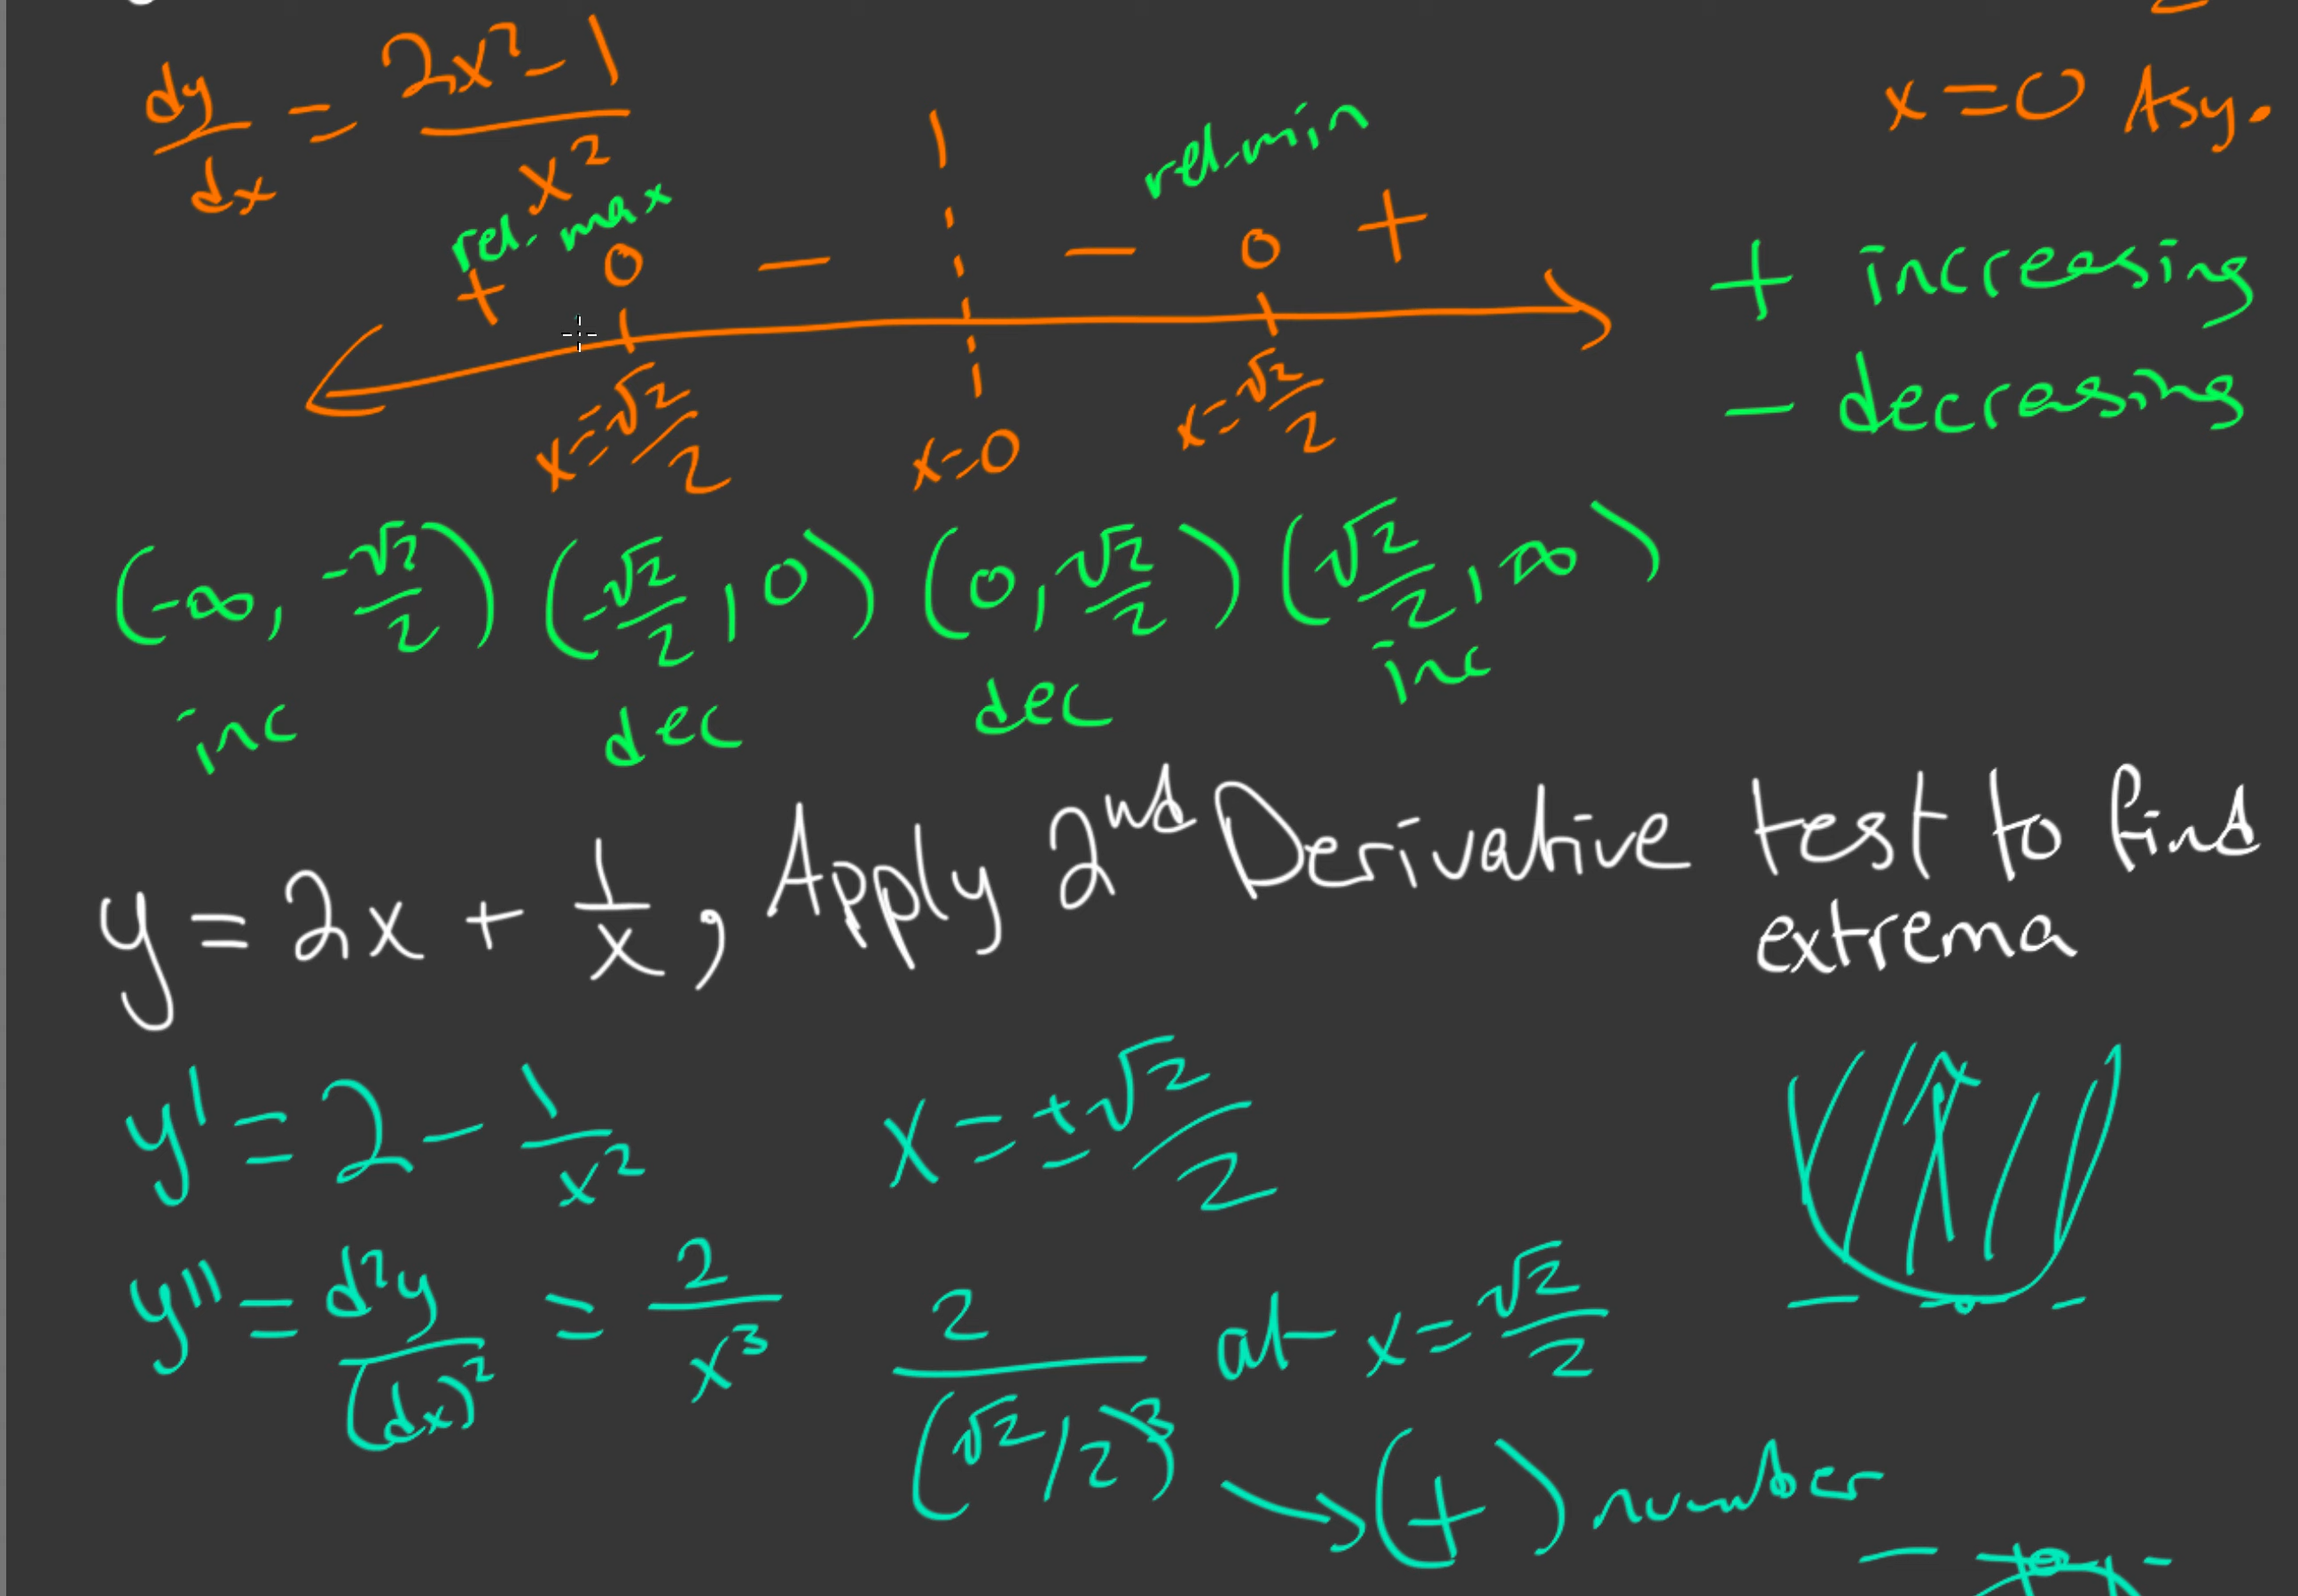 dy/dx = (2x² - 1)/x²
x = 0 Asy.
rel. max
rel. min
+ 0 - - 0 +
+ increasing
- decreasing
x = -√2/2 x = 0 x = √2/2
(-∞, -√2/2) (-√2/2, 0) (0, √2/2) (√2/2, ∞)
inc dec dec inc
y = 2x + 1/x, Apply 2nd Derivative test to find
extrema
y' = 2 - 1/x² x = ±√2/2
y'' = d²y/(dx)² = 2/x³ 2/(√2/2)³ at x = √2/2
→ (+) number